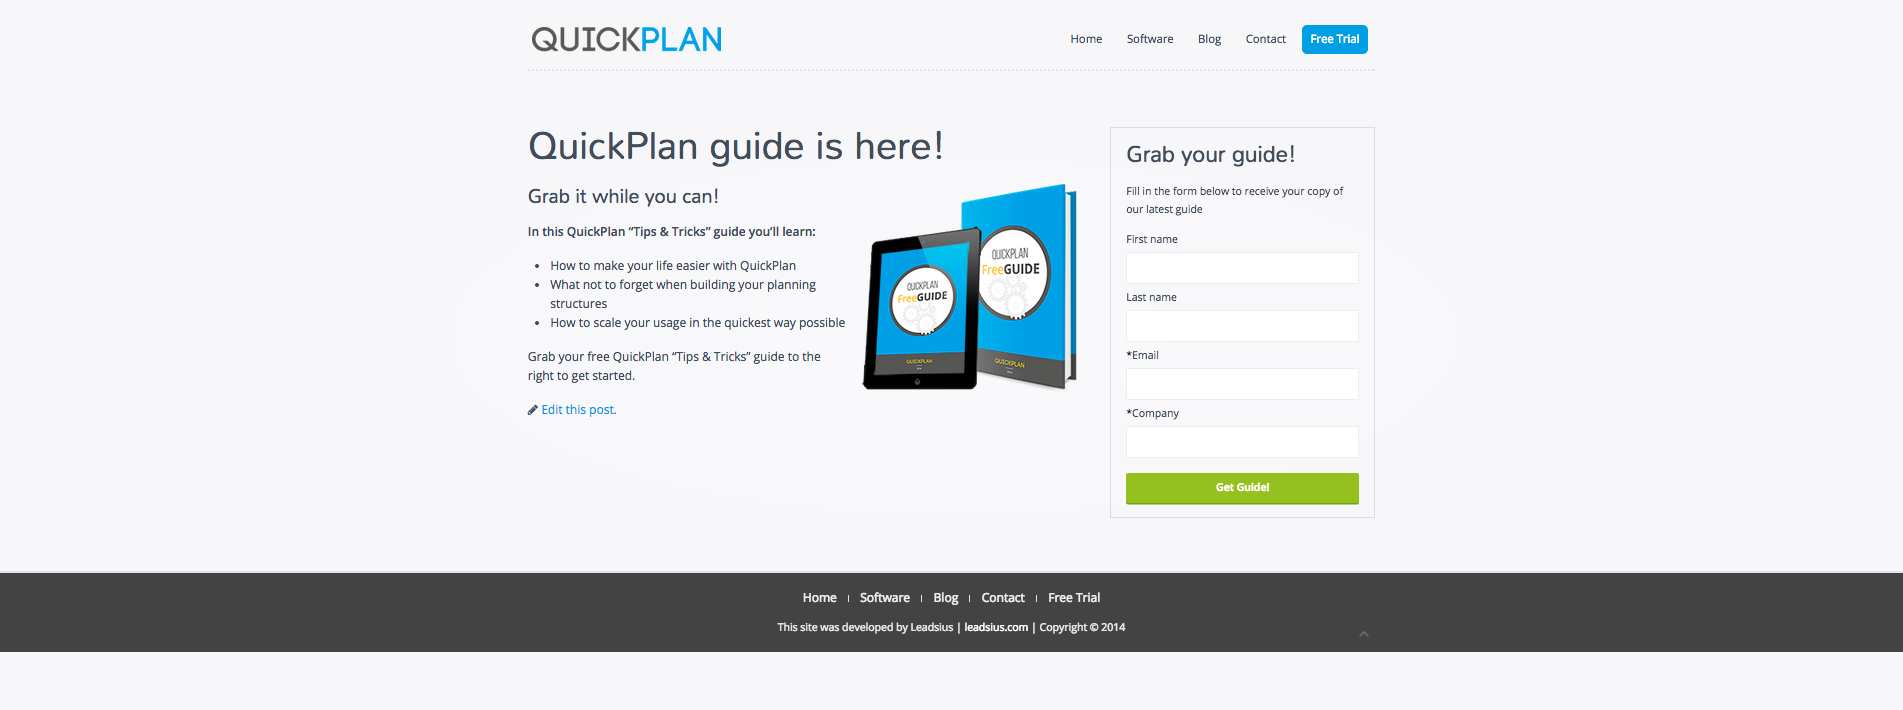 QUICKPLAN
Home
Software
Blog
Contact
Free Trial
QuickPlan guide is here!
Grab it while you can!
In this QuickPlan “Tips & Tricks” guide you’ll learn:
• How to make your life easier with QuickPlan
• What not to forget when building your planning
structures
• How to scale your usage in the quickest way possible
Grab your free QuickPlan “Tips & Tricks” guide to the
right to get started.
Edit this post.
QUICKPLAN
FreeGUIDE
QUICKPLAN
QUICKPLAN
FreeGUIDE
QUICKPLAN
Grab your guide!
Fill in the form below to receive your copy of
our latest guide
First name
Last name
*Email
*Company
Get Guide!
Home | Software | Blog | Contact | Free Trial
This site was developed by Leadsius | leadsius.com | Copyright © 2014